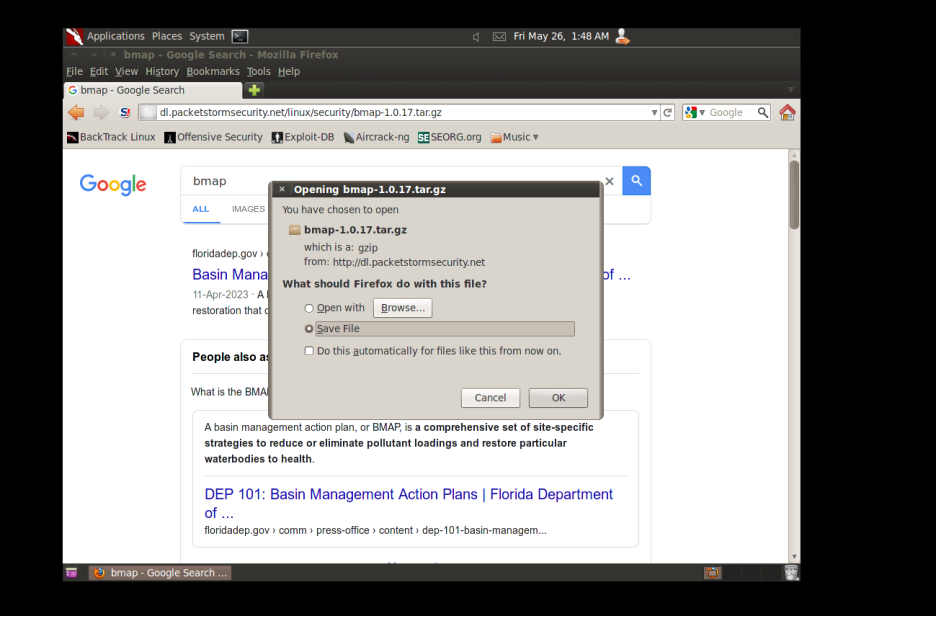 Applications Places System
Fri May 26, 1:48 AM
bmap - Google Search - Mozilla Firefox
File Edit View History Bookmarks Tools Help
G bmap - Google Search
S! dl.packetstormsecurity.net/linux/security/bmap-1.0.17.tar.gz
Google
BackTrack Linux Offensive Security Exploit-DB Aircrack-ng SE SEORG.org Music
Google
bmap
ALL IMAGES
floridadep.gov ›
Basin Mana
of ...
11-Apr-2023 · A
restoration that
Opening bmap-1.0.17.tar.gz
You have chosen to open
bmap-1.0.17.tar.gz
which is a: gzip
from: http://dl.packetstormsecurity.net
What should Firefox do with this file?
Open with Browse...
Save File
Do this automatically for files like this from now on.
Cancel OK
People also as
What is the BMA
A basin management action plan, or BMAP, is a comprehensive set of site-specific
strategies to reduce or eliminate pollutant loadings and restore particular
waterbodies to health.
DEP 101: Basin Management Action Plans | Florida Department
of ...
floridadep.gov › comm › press-office › content › dep-101-basin-managem...
bmap - Google Search ...